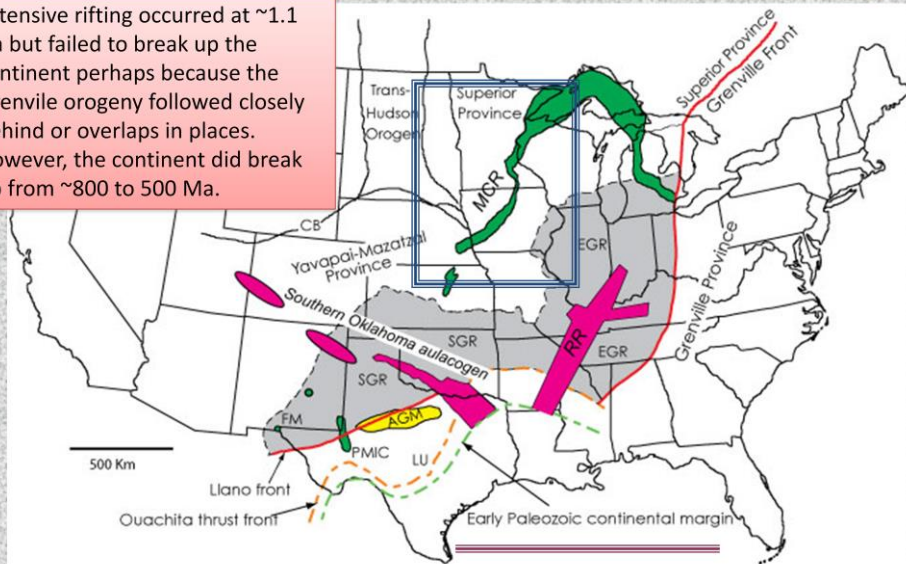 tensive rifting occurred at ~1.1
but failed to break up the
ntinent perhaps because the
envile orogeny followed closely
hind or overlaps in places.
owever, the continent did break
from ~800 to 500 Ma.
Trans-
Hudson
Orogen
Superior
Province
Superior Province
Grenville Front
MCR
CB
EGR
Yavapai-Mazatzal
Province
Grenville Province
Southern Oklahoma aulacogen
SGR
RR
EGR
SGR
FM
AGM
PMIC
LU
500 Km
Llano front
Ouachita thrust front
Early Paleozoic continental margin